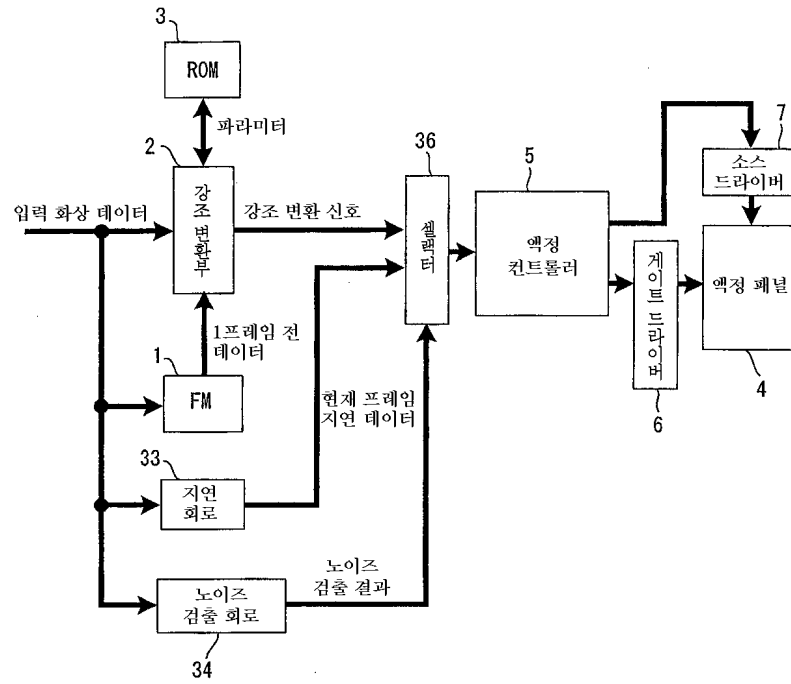 3
ROM
파라미터
2
강조 변환부
입력 화상 데이터
강조 변환 신호
36
셀렉터
5
액정
컨트롤러
7
소스
드라이버
게이트 드라이버
6
액정 패널
4
1프레임 전
데이터
1
FM
현재 프레임
지연 데이터
33
지연
회로
노이즈
검출 결과
노이즈
검출 회로
34